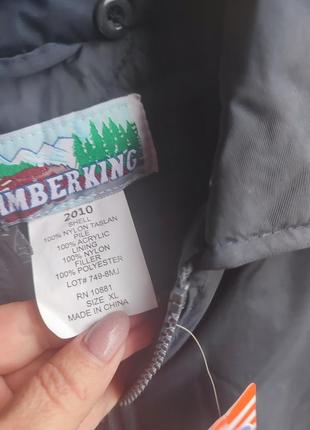 IMBERKING
2010
SHELL
100% NYLON TASLAN
PILE
100% ACRYLIC
LINING
100% NYLON
FILLER
100% POLYESTER
LOT# 749-8MJ
RN 10881
SIZE XL
MADE IN CHINA